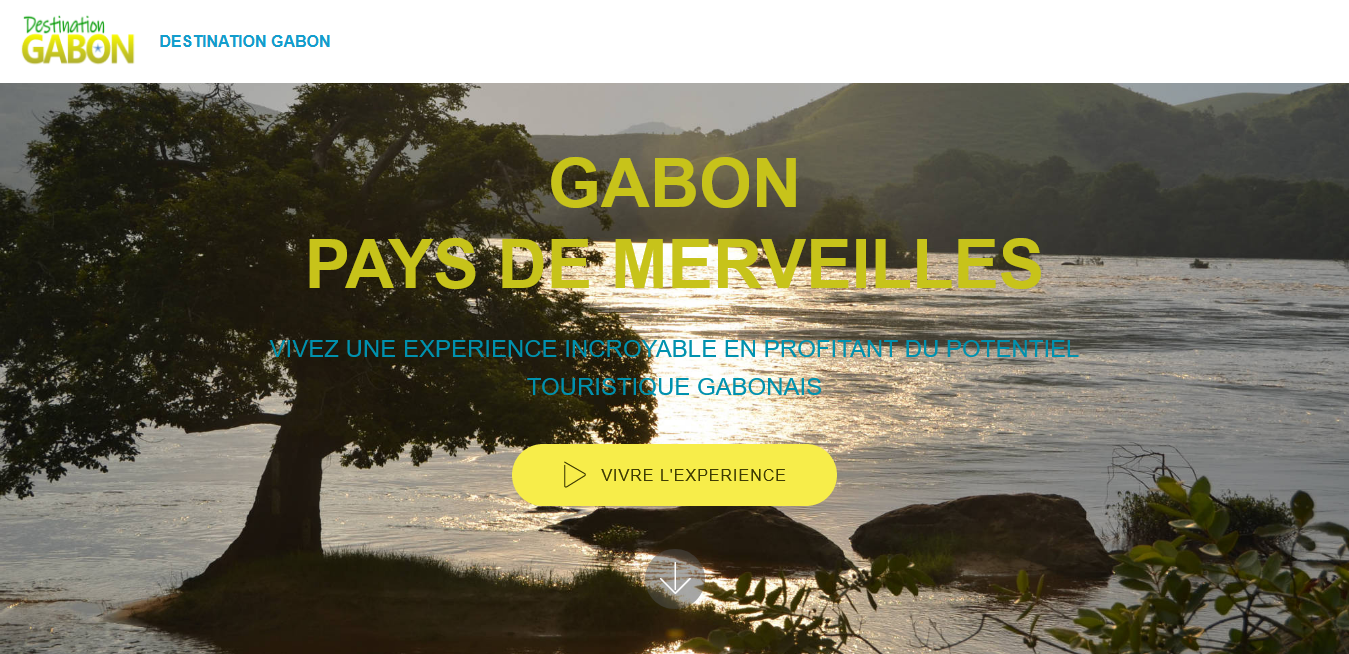 Destination
GABON
DESTINATION GABON
GABON
PAYS DE MERVEILLES
VIVEZ UNE EXPERIENCE INCROYABLE EN PROFITANT DU POTENTIEL
TOURISTIQUE GABONAIS
VIVRE L'EXPERIENCE